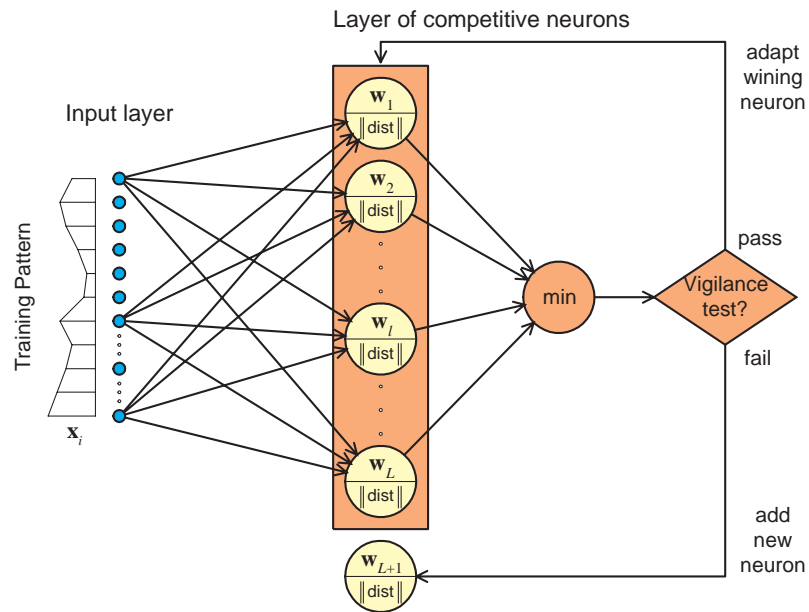 Layer of competitive neurons
adapt
wining
neuron
Input layer
w1
‖dist‖
w2
‖dist‖
Training Pattern
xi
wl
‖dist‖
wL
‖dist‖
min
pass
Vigilance
test?
fail
add
new
neuron
wL+1
‖dist‖